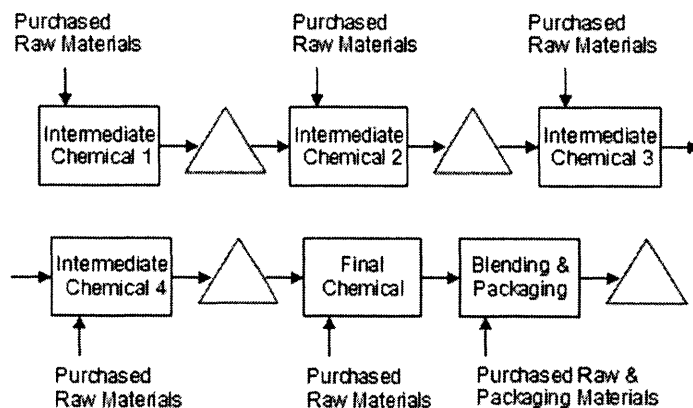 Purchased
Raw Materials
Purchased
Raw Materials
Purchased
Raw Materials
Intermediate
Chemical 1
Intermediate
Chemical 2
Intermediate
Chemical 3
Intermediate
Chemical 4
Final
Chemical
Blending &
Packaging
Purchased
Raw Materials
Purchased
Raw Materials
Purchased Raw &
Packaging Materials